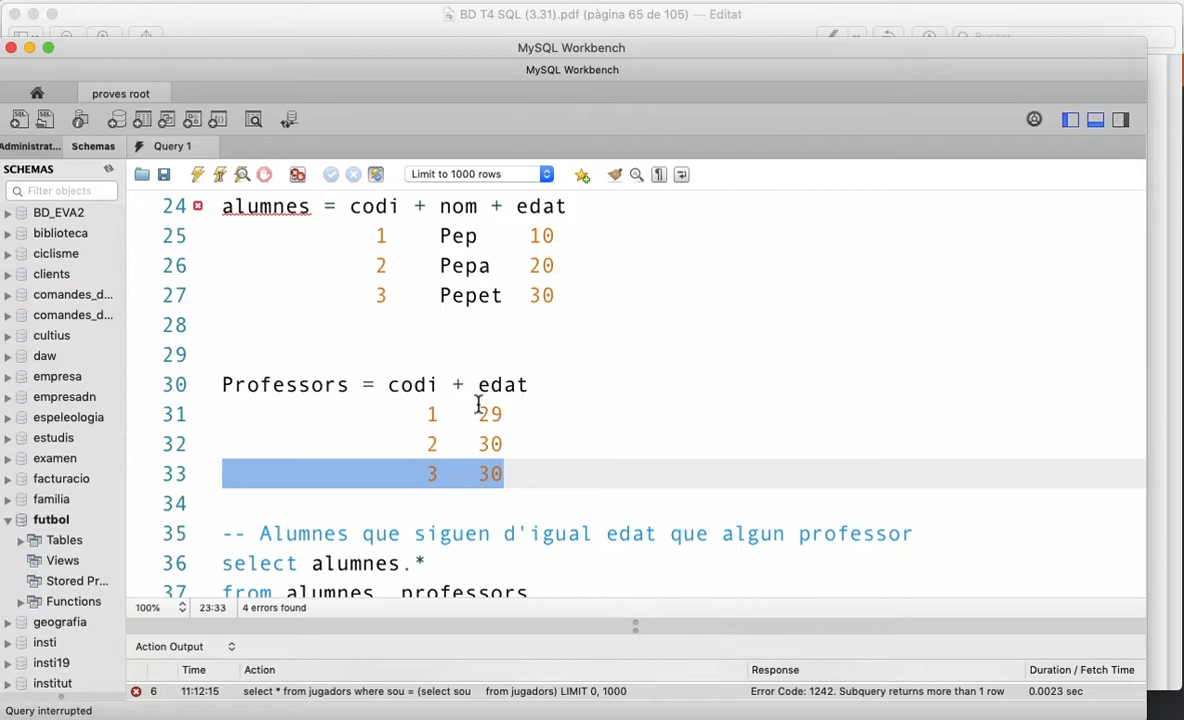 BD T4 SQL (3.31).pdf (pàgina 65 de 105) — Editat
MySQL Workbench
MySQL Workbench
proves root
Administrat... Schemas Query 1
SCHEMAS
Filter objects
Limit to 1000 rows
BD_EVA2
biblioteca
ciclisme
clients
comandes_d...
comandes_d...
cultius
daw
empresa
empresadn
espeleologia
estudis
examen
facturacio
familia
futbol
Tables
Views
Stored Pr...
Functions
geografia
insti
insti19
institut
24 alumnes = codi + nom + edat
25 1 Pep 10
26 2 Pepa 20
27 3 Pepet 30
28
29
30 Professors = codi + edat
31 1 29
32 2 30
33 3 30
34
35 -- Alumnes que siguen d'igual edat que algun professor
36 select alumnes.*
37 from alumnes, professors
100% 23:33 4 errors found
Action Output
Time Action Response Duration / Fetch Time
6 11:12:15 select * from jugadors where sou = (select sou from jugadors) LIMIT 0, 1000 Error Code: 1242. Subquery returns more than 1 row 0.0023 sec
Query interrupted